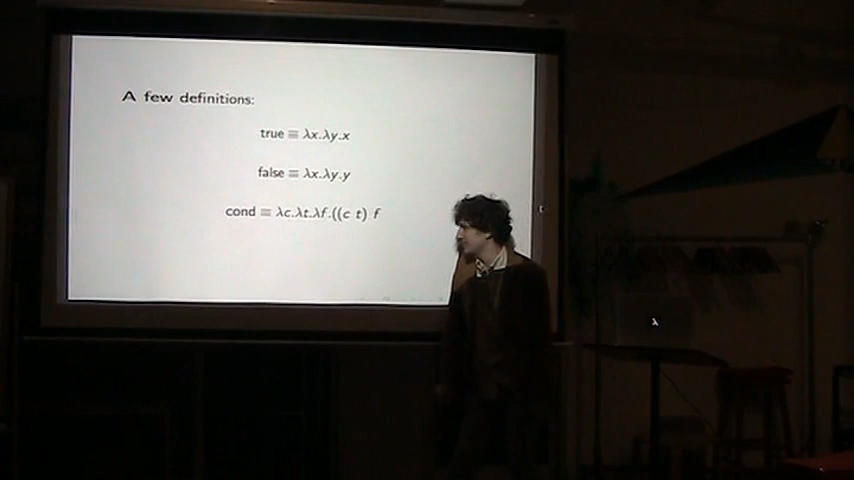 A few definitions:
true ≡ λx.λy.x
false ≡ λx.λy.y
cond ≡ λc.λt.λf.((c t) f
λ